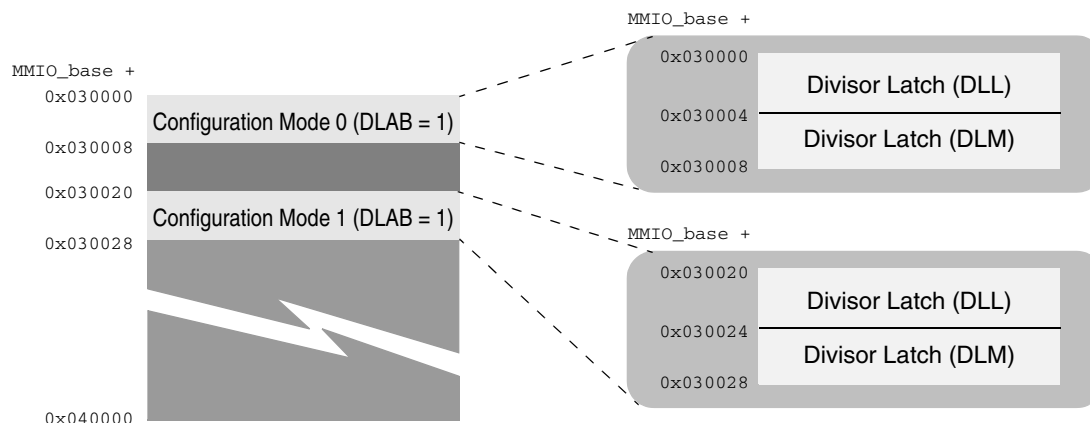 MMIO_base +
0x030000
Configuration Mode 0 (DLAB = 1)
0x030008
0x030020
Configuration Mode 1 (DLAB = 1)
0x030028
0x040000
MMIO_base +
0x030000
Divisor Latch (DLL)
0x030004
Divisor Latch (DLM)
0x030008
MMIO_base +
0x030020
Divisor Latch (DLL)
0x030024
Divisor Latch (DLM)
0x030028